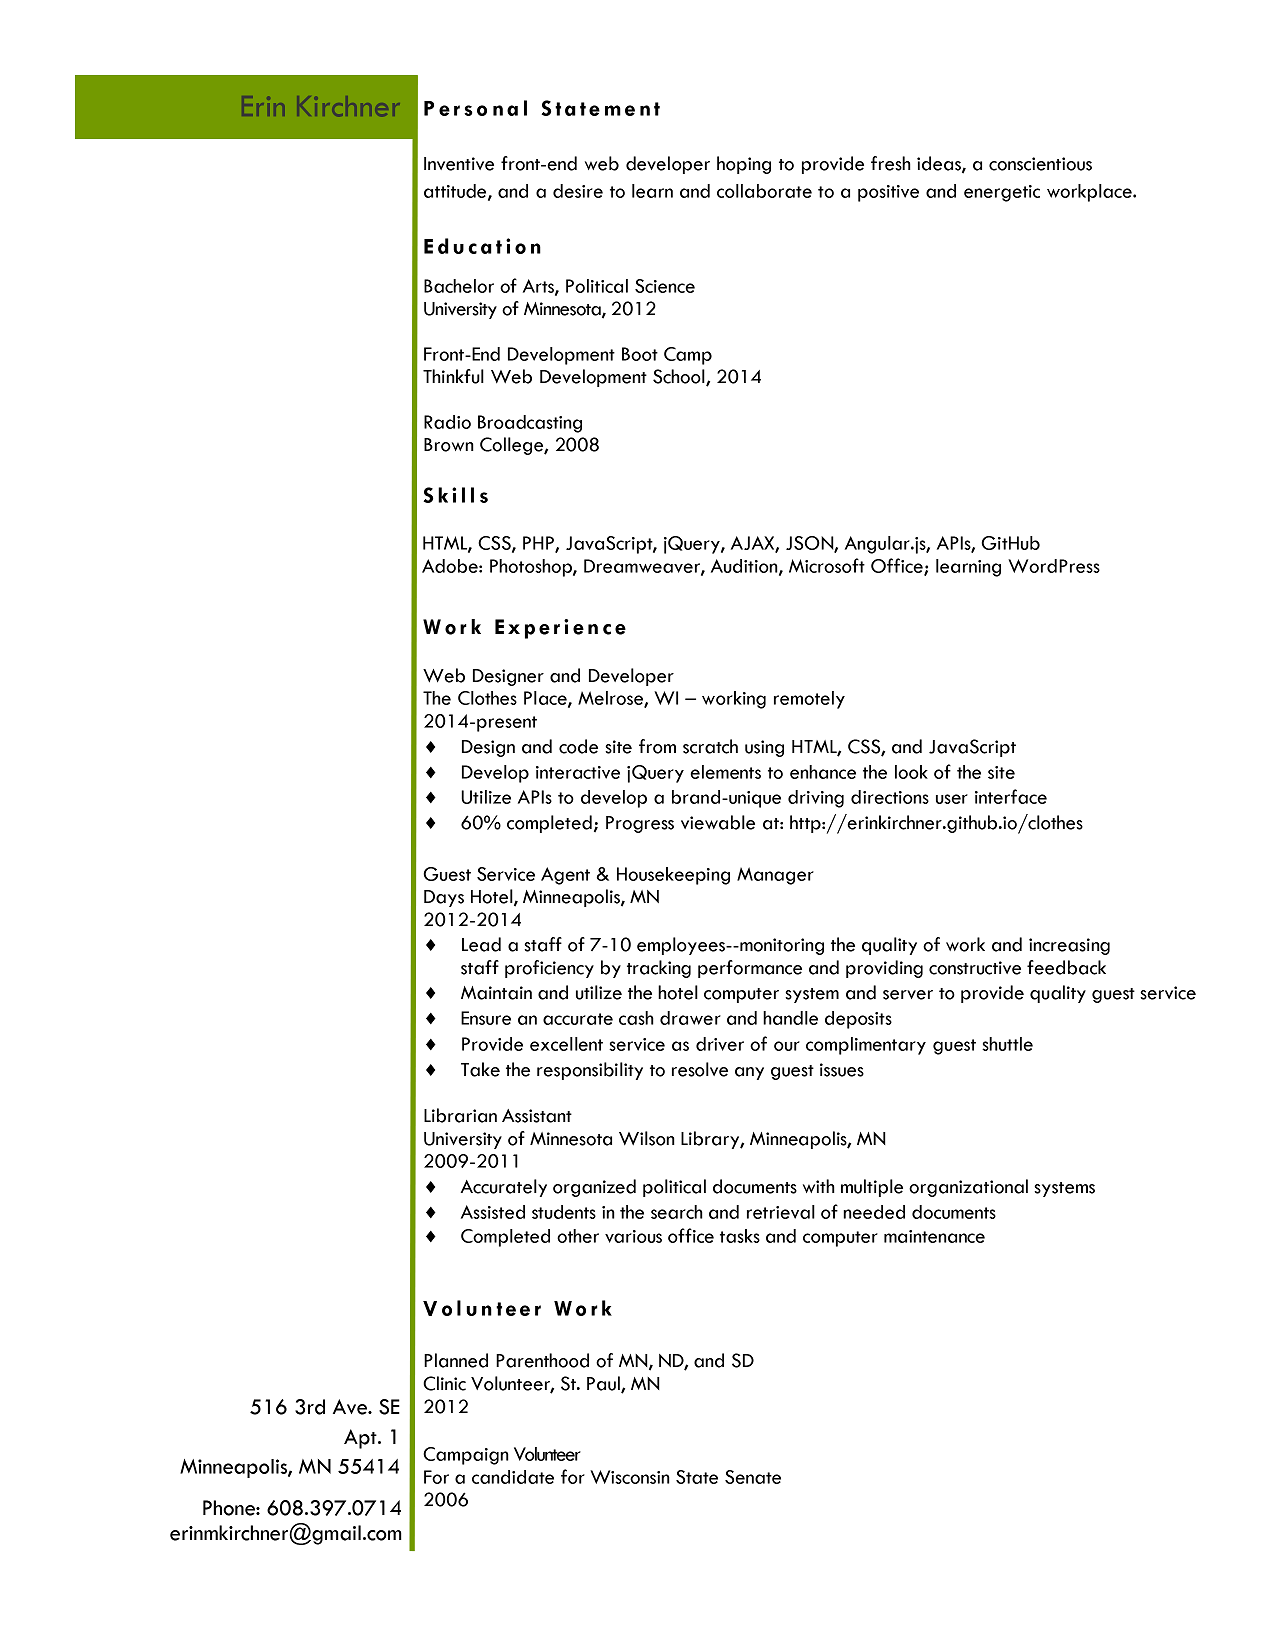 Erin Kirchner
Personal Statement
Inventive front-end web developer hoping to provide fresh ideas, a conscientious
attitude, and a desire to learn and collaborate to a positive and energetic workplace.
Education
Bachelor of Arts, Political Science
University of Minnesota, 2012
Front-End Development Boot Camp
Thinkful Web Development School, 2014
Radio Broadcasting
Brown College, 2008
Skills
HTML, CSS, PHP, JavaScript, jQuery, AJAX, JSON, Angular.js, APIs, GitHub
Adobe: Photoshop, Dreamweaver, Audition, Microsoft Office; learning WordPress
Work Experience
Web Designer and Developer
The Clothes Place, Melrose, WI – working remotely
2014-present
♦ Design and code site from scratch using HTML, CSS, and JavaScript
♦ Develop interactive jQuery elements to enhance the look of the site
♦ Utilize APIs to develop a brand-unique driving directions user interface
♦ 60% completed; Progress viewable at: http://erinkirchner.github.io/clothes
Guest Service Agent & Housekeeping Manager
Days Hotel, Minneapolis, MN
2012-2014
♦ Lead a staff of 7-10 employees--monitoring the quality of work and increasing
staff proficiency by tracking performance and providing constructive feedback
♦ Maintain and utilize the hotel computer system and server to provide quality guest service
♦ Ensure an accurate cash drawer and handle deposits
♦ Provide excellent service as driver of our complimentary guest shuttle
♦ Take the responsibility to resolve any guest issues
Librarian Assistant
University of Minnesota Wilson Library, Minneapolis, MN
2009-2011
♦ Accurately organized political documents with multiple organizational systems
♦ Assisted students in the search and retrieval of needed documents
♦ Completed other various office tasks and computer maintenance
Volunteer Work
Planned Parenthood of MN, ND, and SD
Clinic Volunteer, St. Paul, MN
2012
Campaign Volunteer
For a candidate for Wisconsin State Senate
2006
516 3rd Ave. SE
Apt. 1
Minneapolis, MN 55414
Phone: 608.397.0714
erinmkirchner@gmail.com